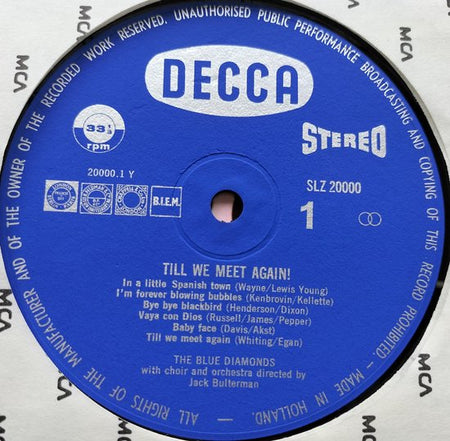 ALL RIGHTS OF THE MANUFACTURER AND OF THE OWNER OF THE RECORDED WORK RESERVED. UNAUTHORISED PUBLIC PERFORMANCE BROADCASTING AND COPYING OF THIS RECORD PROHIBITED. - MADE IN HOLLAND. -
DECCA
33⅓
rpm
STEREO
20000.1 Y
SLZ 20000
B.I.E.M.
1
TILL WE MEET AGAIN!
In a little Spanish town (Wayne/Lewis Young)
I'm forever blowing bubbles (Kenbrovin/Kellette)
Bye bye blackbird (Henderson/Dixon)
Vaya con Dios (Russell/James/Pepper)
Baby face (Davis/Akst)
Till we meet again (Whiting/Egan)
THE BLUE DIAMONDS
with choir and orchestra directed by
Jack Bulterman
MCA
MCA
MCA
MCA
MCA
MCA
MCA